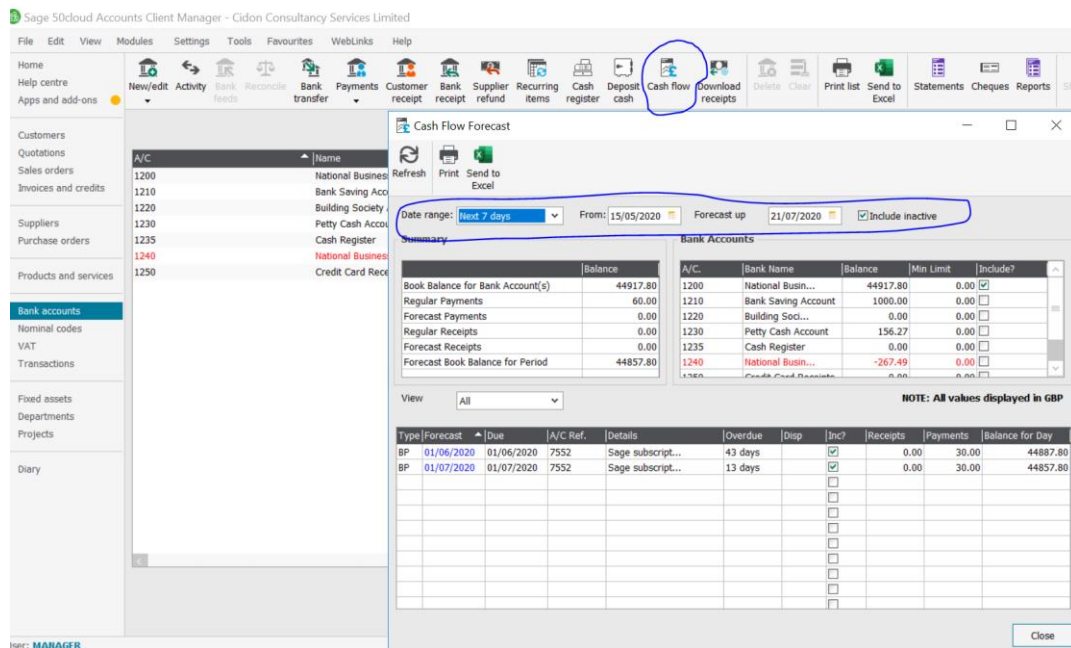 Sage 50cloud Accounts Client Manager - Cidon Consultancy Services Limited
File Edit View Modules Settings Tools Favourites WebLinks Help
Home
Help centre
Apps and add-ons
New/edit Activity Bank feeds Reconcile Bank transfer Payments Customer receipt Bank receipt Supplier refund Recurring items Cash register Deposit cash Cash flow Download receipts Delete Clear Print list Send to Excel Statements Cheques Reports
Customers
Quotations
Sales orders
Invoices and credits
Suppliers
Purchase orders
Products and services
Bank accounts
Nominal codes
VAT
Transactions
Fixed assets
Departments
Projects
Diary
A/C Name
1200 National Busines
1210 Bank Saving Acco
1220 Building Society
1230 Petty Cash Accou
1235 Cash Register
1240 National Busines
1250 Credit Card Rece
Cash Flow Forecast
Refresh Print Send to Excel
Date range: Next 7 days From: 15/05/2020 Forecast up 21/07/2020 Include inactive
Summary
Balance
Book Balance for Bank Account(s) 44917.80
Regular Payments 60.00
Forecast Payments 0.00
Regular Receipts 0.00
Forecast Receipts 0.00
Forecast Book Balance for Period 44857.80
Bank Accounts
A/C. Bank Name Balance Min Limit Include?
1200 National Busin... 44917.80 0.00
1210 Bank Saving Account 1000.00 0.00
1220 Building Soci... 0.00 0.00
1230 Petty Cash Account 156.27 0.00
1235 Cash Register 0.00 0.00
1240 National Busin... -267.49 0.00
1250 Credit Card Receipts 0.00 0.00
View All
NOTE: All values displayed in GBP
Type Forecast Due A/C Ref. Details Overdue Disp Inc? Receipts Payments Balance for Day
BP 01/06/2020 01/06/2020 7552 Sage subscript... 43 days 0.00 30.00 44887.80
BP 01/07/2020 01/07/2020 7552 Sage subscript... 13 days 0.00 30.00 44857.80
Close
User: MANAGER